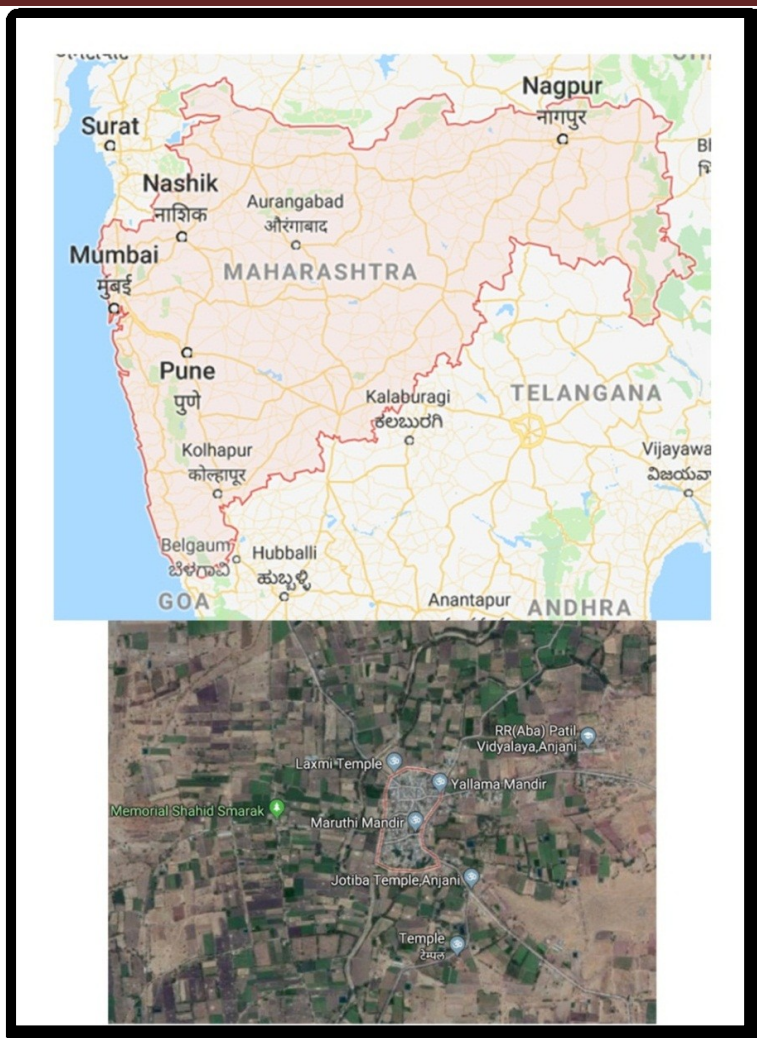 Nagpur
नागपूर
Surat
Nashik
नाशिक
Aurangabad
औरंगाबाद
Mumbai
मुंबई
MAHARASHTRA
Pune
पुणे
Kalaburagi
ಕಲಬುರಗಿ
TELANGANA
Kolhapur
कोल्हापूर
Vijayawa
విజయవా
Belgaum
ಬೆಳಗಾವಿ
Hubballi
ಹುಬ್ಬಳ್ಳಿ
GOA
Anantapur
ANDHRA
RR(Aba) Patil
Vidyalaya,Anjani
Laxmi Temple
Yallama Mandir
Memorial Shahid Smarak
Maruthi Mandir
Jotiba Temple,Anjani
Temple
टेम्पल